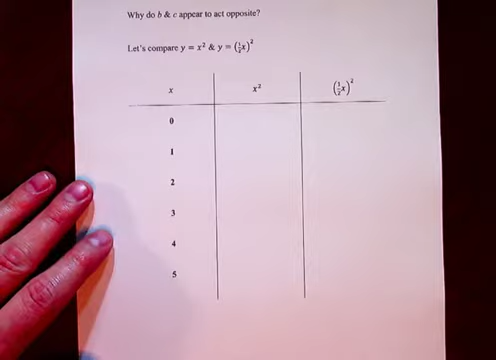 Why do b & c appear to act opposite?
Let's compare y = x² & y = (½x)²
x x² (½x)²
0
1
2
3
4
5